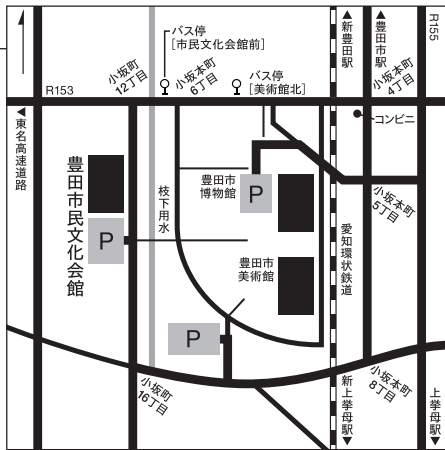 バス停
[市民文化会館前]
バス停
[美術館北]
▲新豊田駅
▲豊田市駅
R155
小坂町
12丁目
小坂本町
6丁目
小坂本町
4丁目
R153
▲東名高速道路
コンビニ
豊田市民文化会館
P
枝下用水
豊田市
博物館
P
小坂本町
5丁目
豊田市
美術館
愛知環状鉄道
P
小坂町
16丁目
新上挙母駅▼
小坂本町
8丁目
上挙母駅▼